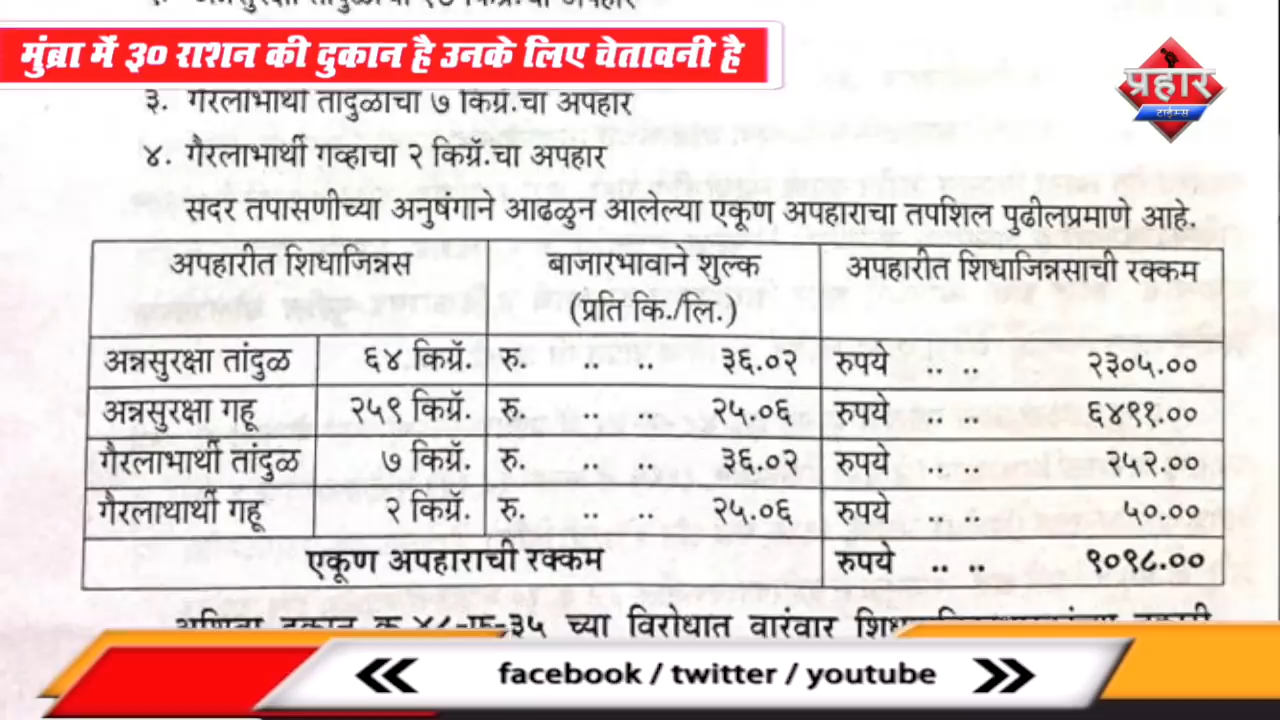 मुंब्रा में ३० राशन की दुकान है उनके लिए चेतावनी है
प्रहार
टाईम्स
३. गैरलाभार्थी तांदुळाचा ७ किग्रॅ.चा अपहार
४. गैरलाभार्थी गव्हाचा २ किग्रॅ.चा अपहार
सदर तपासणीच्या अनुषंगाने आढळुन आलेल्या एकूण अपहाराचा तपशिल पुढीलप्रमाणे आहे.
अपहारीत शिधाजिन्नस बाजारभावाने शुल्क अपहारीत शिधाजिन्नसाची रक्कम
(प्रति कि./लि.)
अन्नसुरक्षा तांदुळ ६४ किग्रॅ. रु. .. .. ३६.०२ रुपये .. .. २३०५.००
अन्नसुरक्षा गहू २५९ किग्रॅ. रु. .. .. २५.०६ रुपये .. .. ६४९१.००
गैरलाभार्थी तांदुळ ७ किग्रॅ. रु. .. .. ३६.०२ रुपये .. .. २५२.००
गैरलाथार्थी गहू २ किग्रॅ. रु. .. .. २५.०६ रुपये .. .. ५०.००
एकूण अपहाराची रक्कम रुपये .. .. ९०९८.००
च्या विरोधात वारंवार
facebook / twitter / youtube